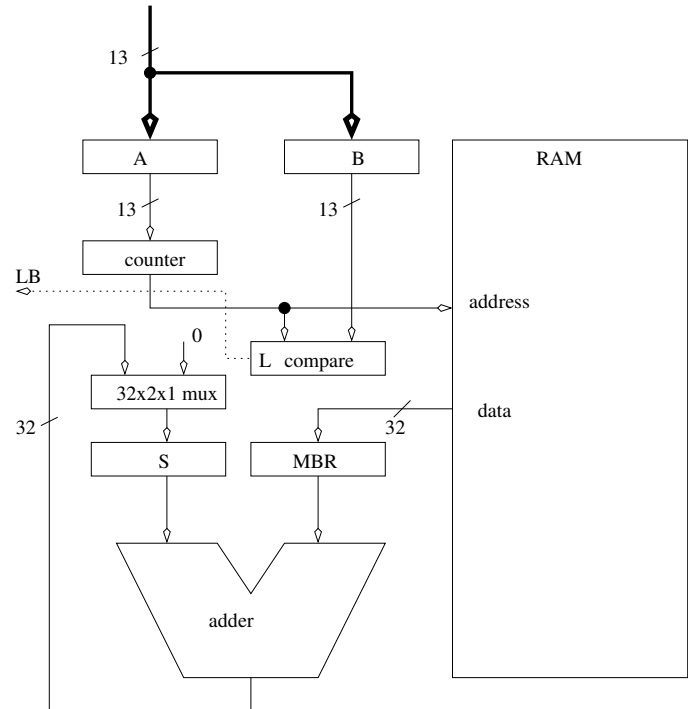 13
A
B
RAM
13
13
counter
LB
address
0
L compare
32x2x1 mux
data
32
32
S
MBR
adder